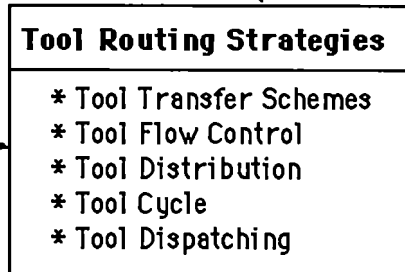 Tool Routing Strategies
* Tool Transfer Schemes
* Tool Flow Control
* Tool Distribution
* Tool Cycle
* Tool Dispatching